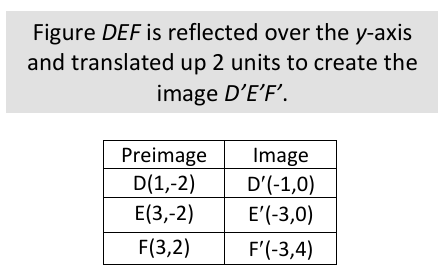 Figure DEF is reflected over the y-axis
and translated up 2 units to create the
image D’E’F’.
Preimage Image
D(1,-2) D’(-1,0)
E(3,-2) E’(-3,0)
F(3,2) F’(-3,4)